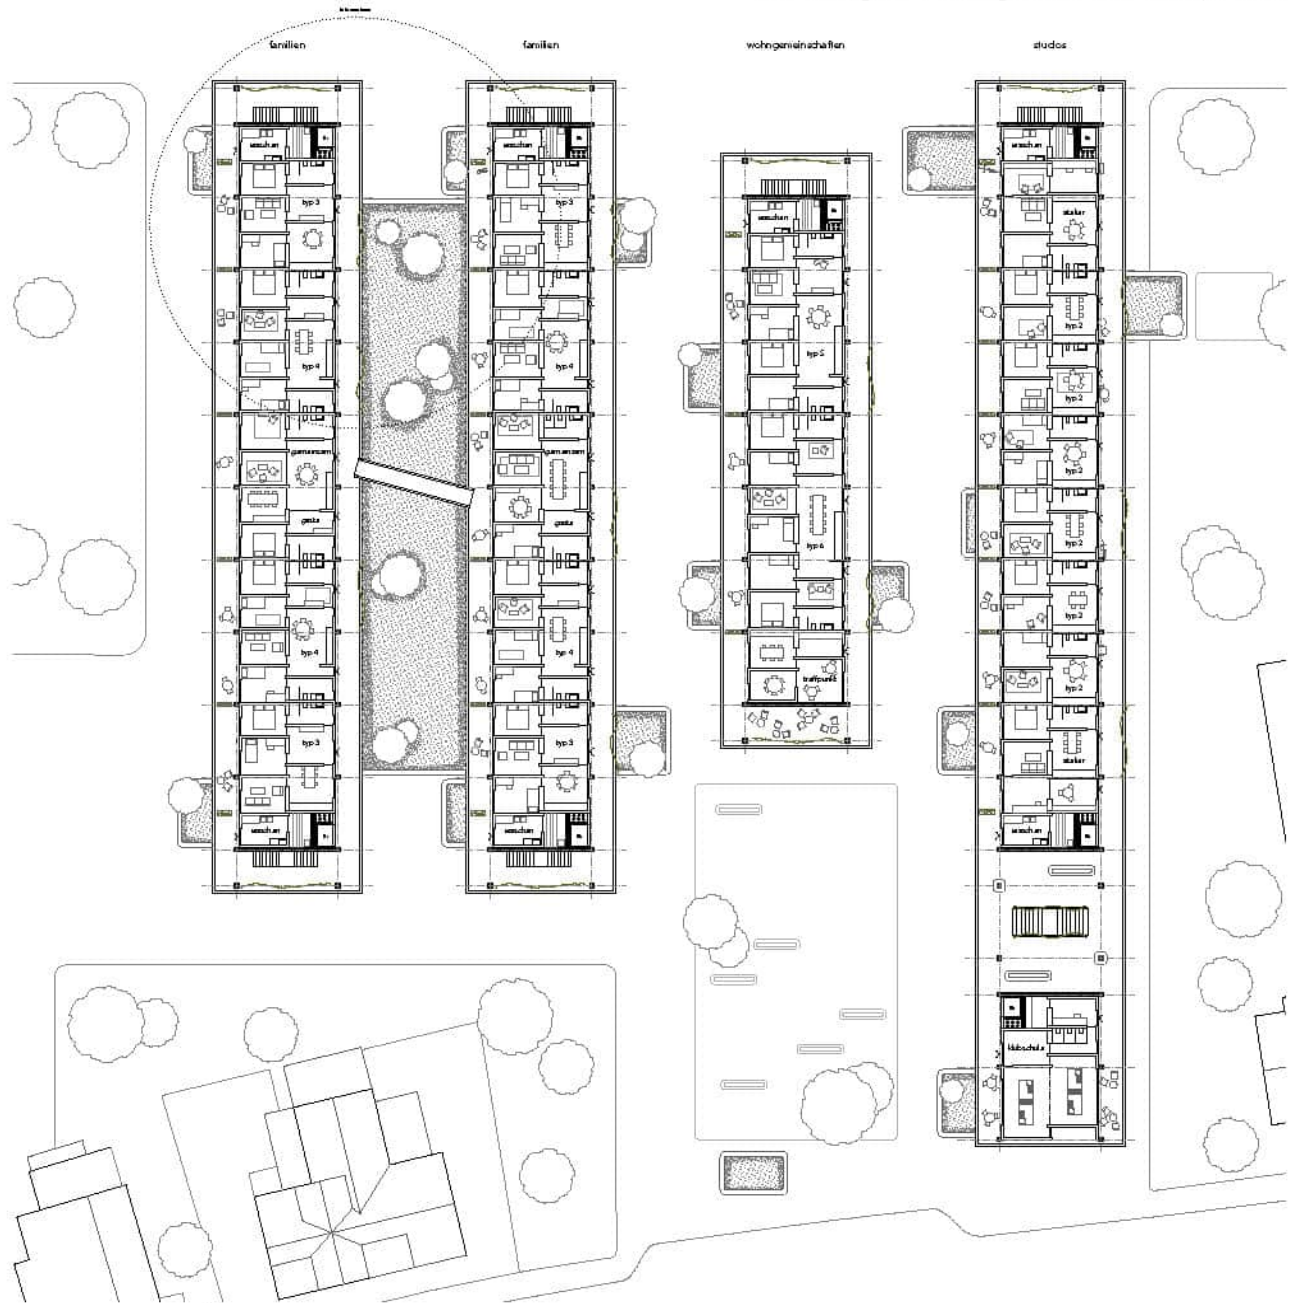 familien
familien
wohngemeinschaften
studios
waschen
waschen
waschen
typ 3
typ 3
waschen
atelier
typ 4
typ 4
typ 5
typ 2
typ 2
gemeinsam
gemeinsam
typ 2
gäste
gäste
typ 6
typ 2
typ 2
typ 4
typ 4
treffpunkt
typ 2
typ 3
typ 3
atelier
waschen
waschen
waschen
klubschule